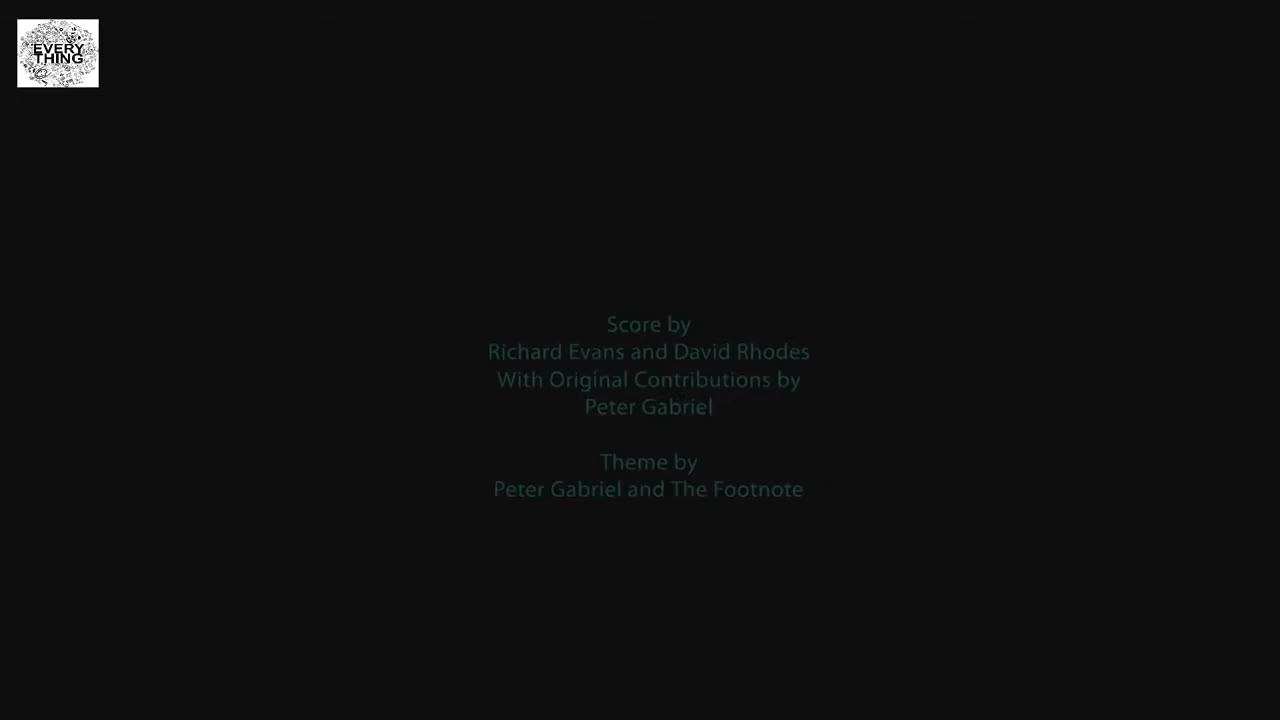 EVERY
THING
Score by
Richard Evans and David Rhodes
With Original Contributions by
Peter Gabriel
Theme by
Peter Gabriel and The Footnote